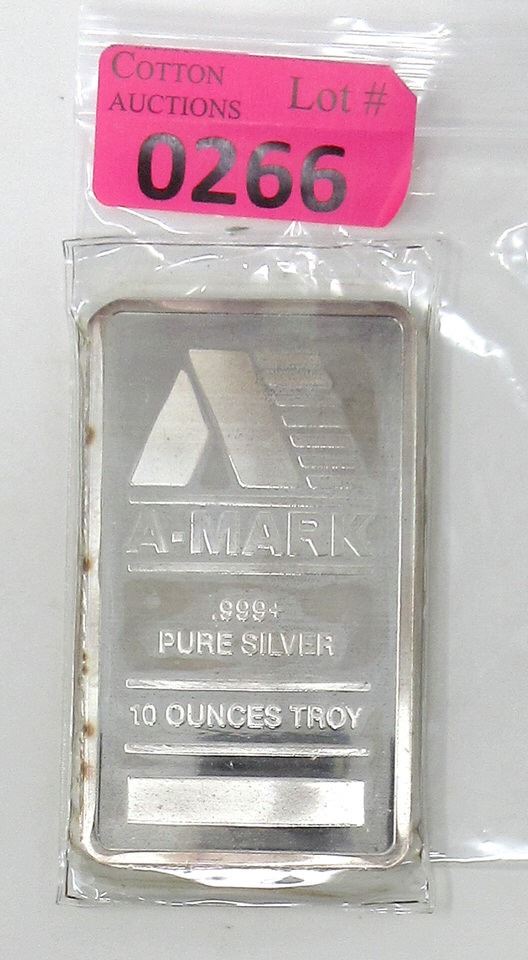 COTTON
AUCTIONS
Lot #
0266
A-MARK
.999+
PURE SILVER
10 OUNCES TROY